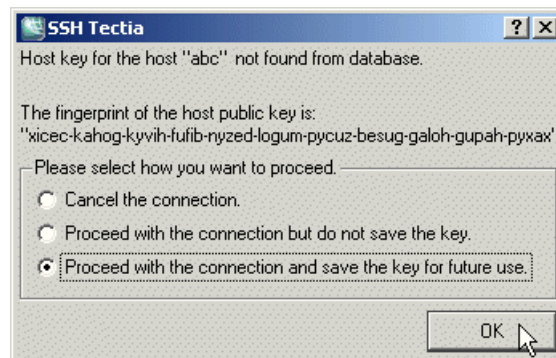 SSH Tectia
Host key for the host "abc" not found from database.
The fingerprint of the host public key is:
"xicec-kahog-kyvih-fufib-nyzed-logum-pycuz-besug-galoh-gupah-pyxax"
Please select how you want to proceed.
Cancel the connection.
Proceed with the connection but do not save the key.
Proceed with the connection and save the key for future use.
OK